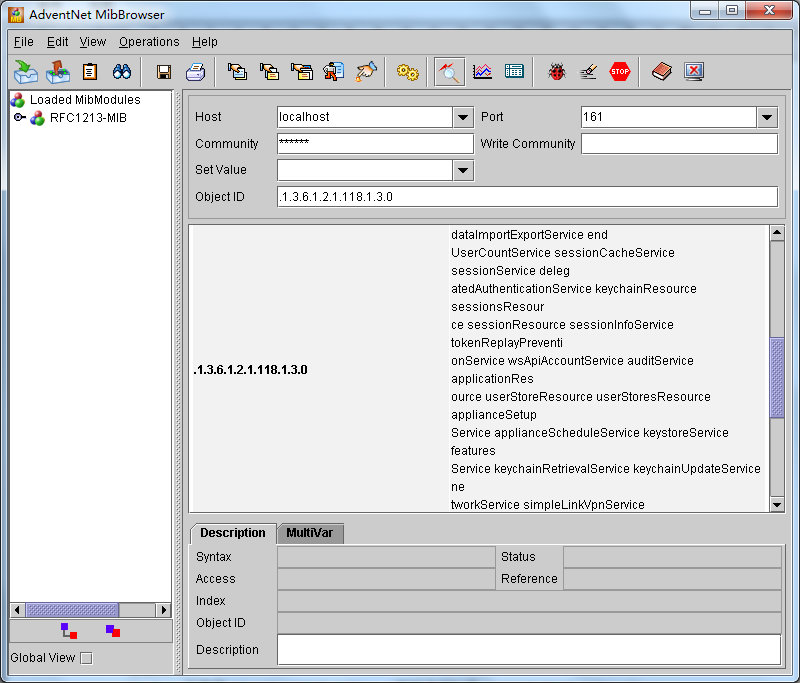 AdventNet MibBrowser
File Edit View Operations Help
STOP
Loaded MibModules
RFC1213-MIB
Host localhost Port 161
Community ****** Write Community
Set Value
Object ID .1.3.6.1.2.1.118.1.3.0
dataImportExportService end
UserCountService sessionCacheService
sessionService deleg
atedAuthenticationService keychainResource
sessionsResour
ce sessionResource sessionInfoService
tokenReplayPreventi
.1.3.6.1.2.1.118.1.3.0
onService wsApiAccountService auditService
applicationRes
ource userStoreResource userStoresResource
applianceSetup
Service applianceScheduleService keystoreService
features
Service keychainRetrievalService keychainUpdateService
ne
tworkService simpleLinkVpnService
Description MultiVar
Syntax Status
Access Reference
Index
Object ID
Description
Global View